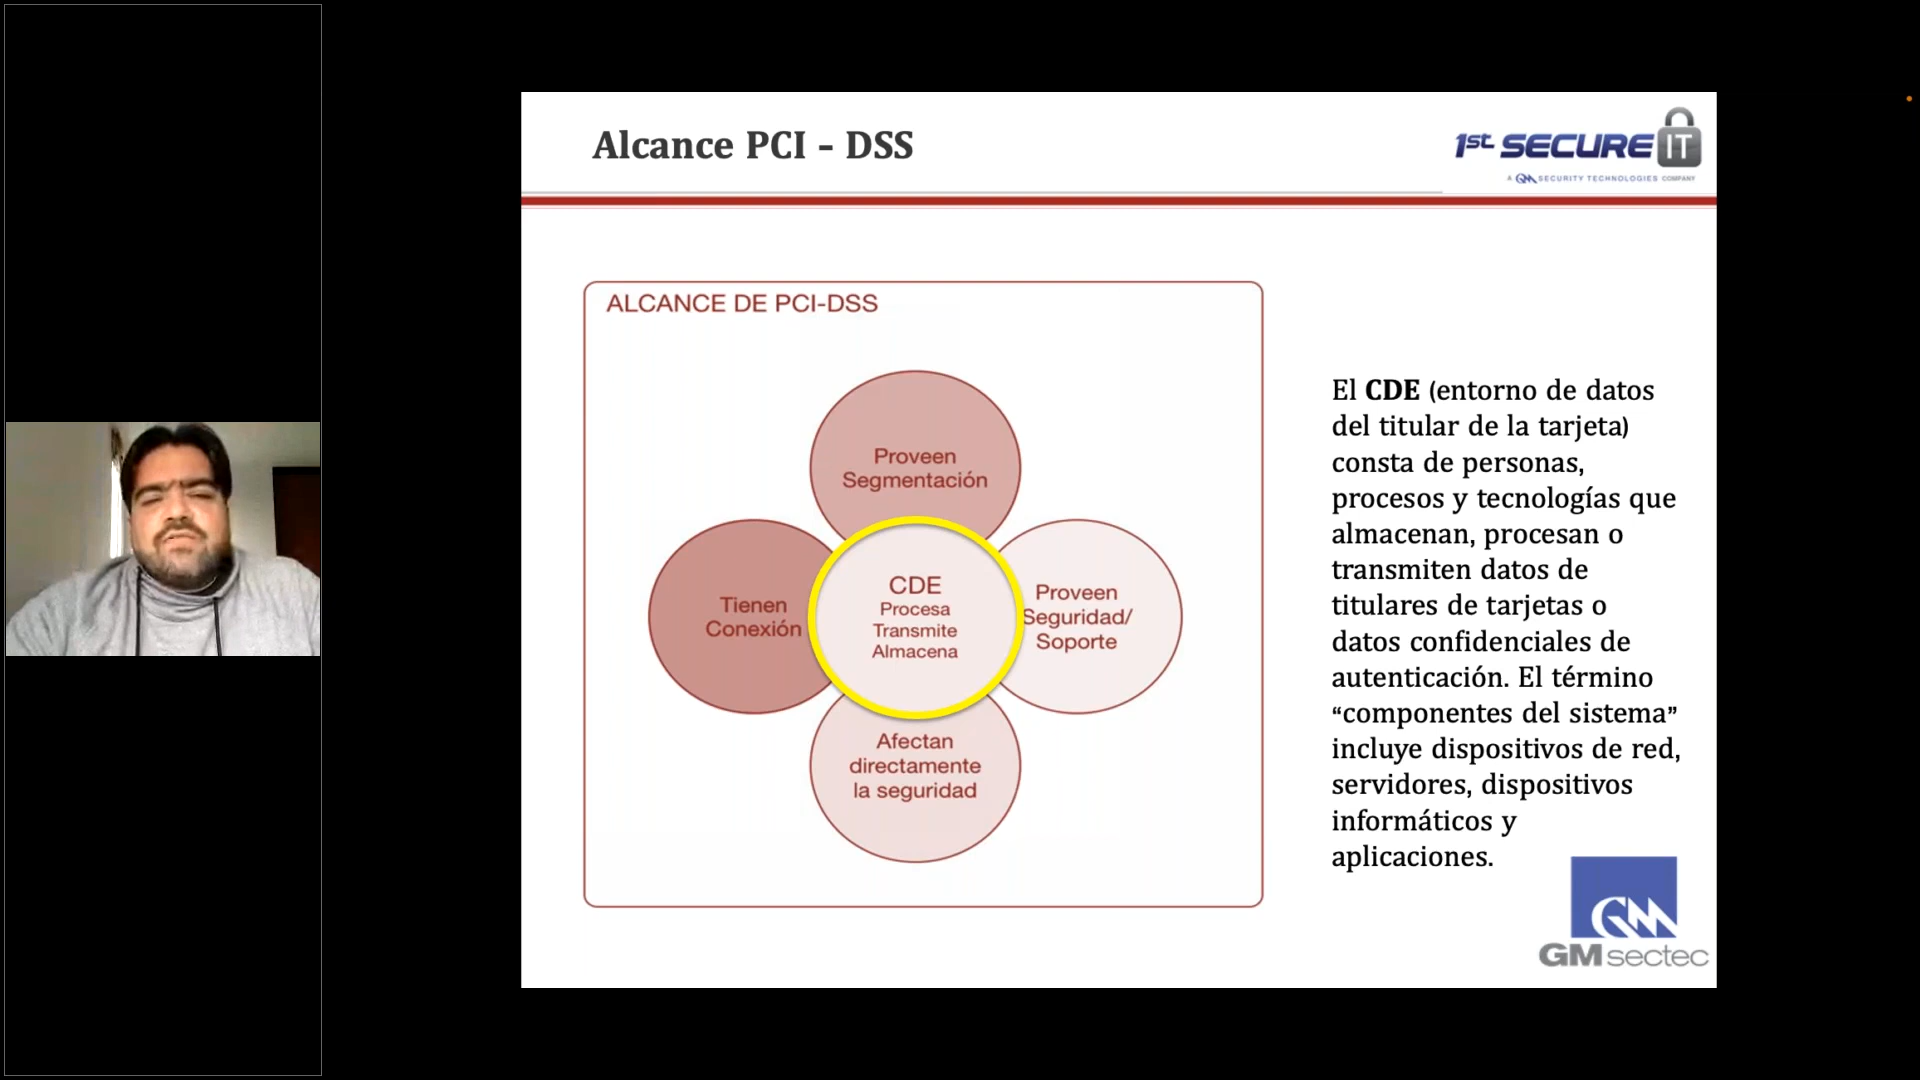 Alcance PCI – DSS
1st SECURE IT
A GM SECURITY TECHNOLOGIES COMPANY
ALCANCE DE PCI-DSS
Proveen
Segmentación
Tienen
Conexión
CDE
Procesa
Transmite
Almacena
Proveen
Seguridad/
Soporte
Afectan
directamente
la seguridad
El CDE (entorno de datos
del titular de la tarjeta)
consta de personas,
procesos y tecnologías que
almacenan, procesan o
transmiten datos de
titulares de tarjetas o
datos confidenciales de
autenticación. El término
“componentes del sistema”
incluye dispositivos de red,
servidores, dispositivos
informáticos y
aplicaciones.
GM
GMsectec